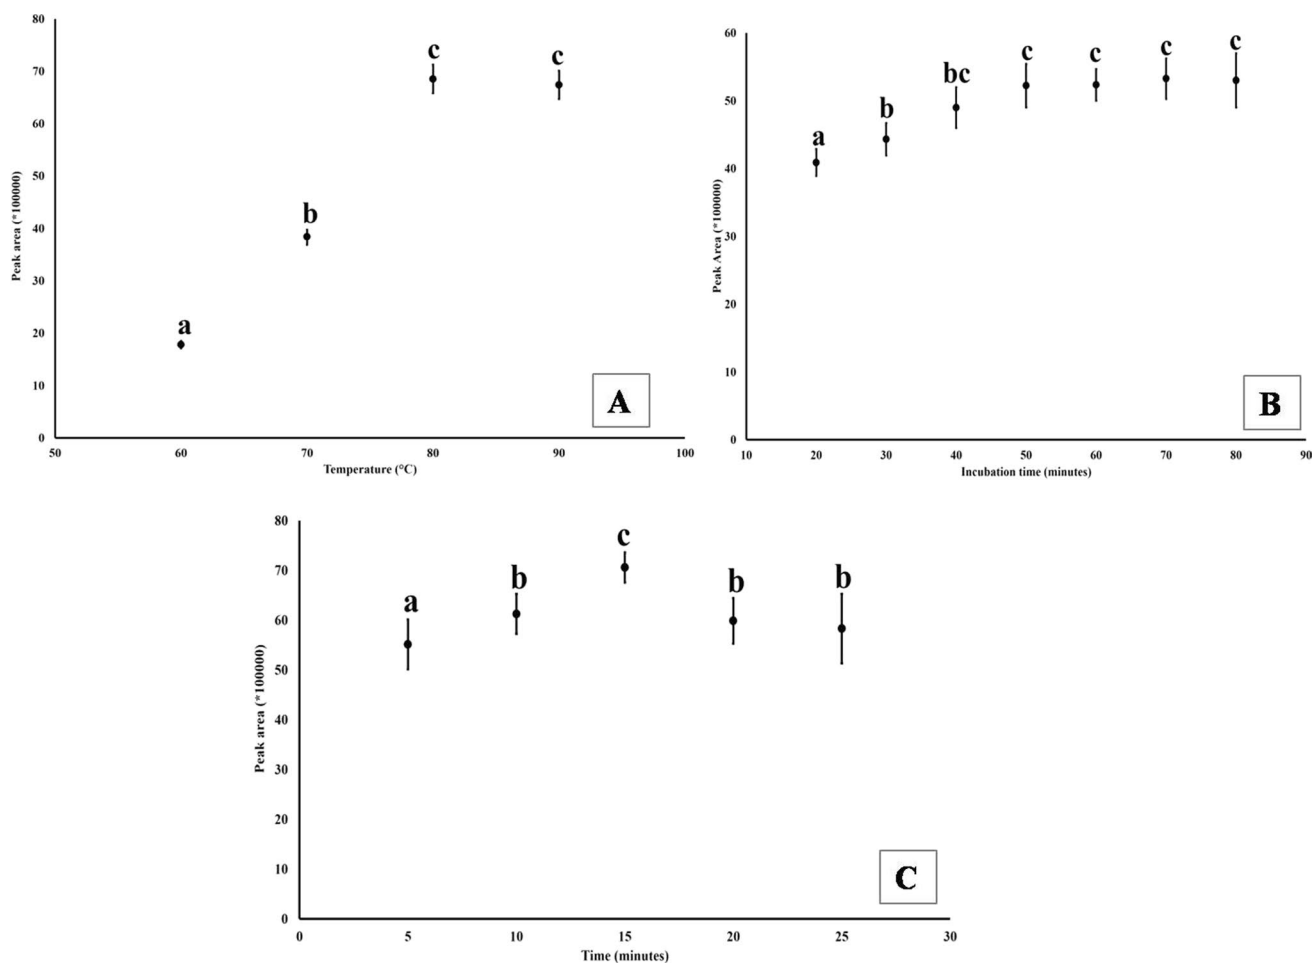 80
70
60
50
40
30
20
10
0
Peak area (*100000)
a
b
c
c
50
60
70
80
90
100
Temperature (°C)
A
60
50
40
30
20
10
0
Peak Area (*100000)
a
b
bc
c
c
c
c
10
20
30
40
50
60
70
80
90
Incubation time (minutes)
B
80
70
60
50
40
30
20
10
0
Peak area (*100000)
a
b
c
b
b
0
5
10
15
20
25
30
Time (minutes)
C